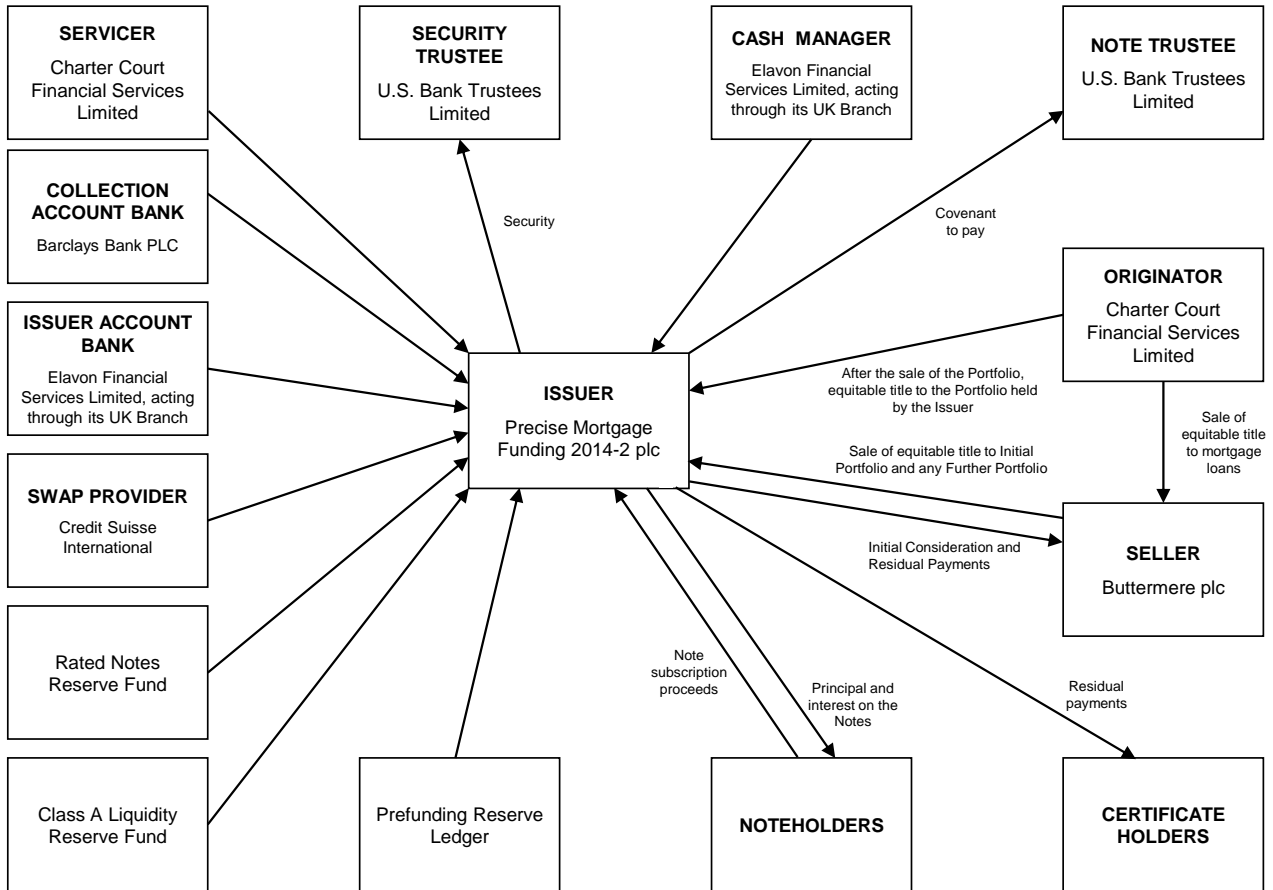 SERVICER
Charter Court
Financial Services
Limited
SECURITY
TRUSTEE
U.S. Bank Trustees
Limited
CASH MANAGER
Elavon Financial
Services Limited, acting
through its UK Branch
NOTE TRUSTEE
U.S. Bank Trustees
Limited
COLLECTION
ACCOUNT BANK
Barclays Bank PLC
Security
Covenant
to pay
ISSUER ACCOUNT
BANK
Elavon Financial
Services Limited, acting
through its UK Branch
ORIGINATOR
Charter Court
Financial Services
Limited
ISSUER
Precise Mortgage
Funding 2014-2 plc
After the sale of the Portfolio,
equitable title to the Portfolio held
by the Issuer
Sale of
equitable title
to mortgage
loans
Sale of equitable title to Initial
Portfolio and any Further Portfolio
SWAP PROVIDER
Credit Suisse
International
Initial Consideration and
Residual Payments
SELLER
Buttermere plc
Rated Notes
Reserve Fund
Note
subscription
proceeds
Principal and
interest on the
Notes
Residual
payments
Class A Liquidity
Reserve Fund
Prefunding Reserve
Ledger
NOTEHOLDERS
CERTIFICATE
HOLDERS